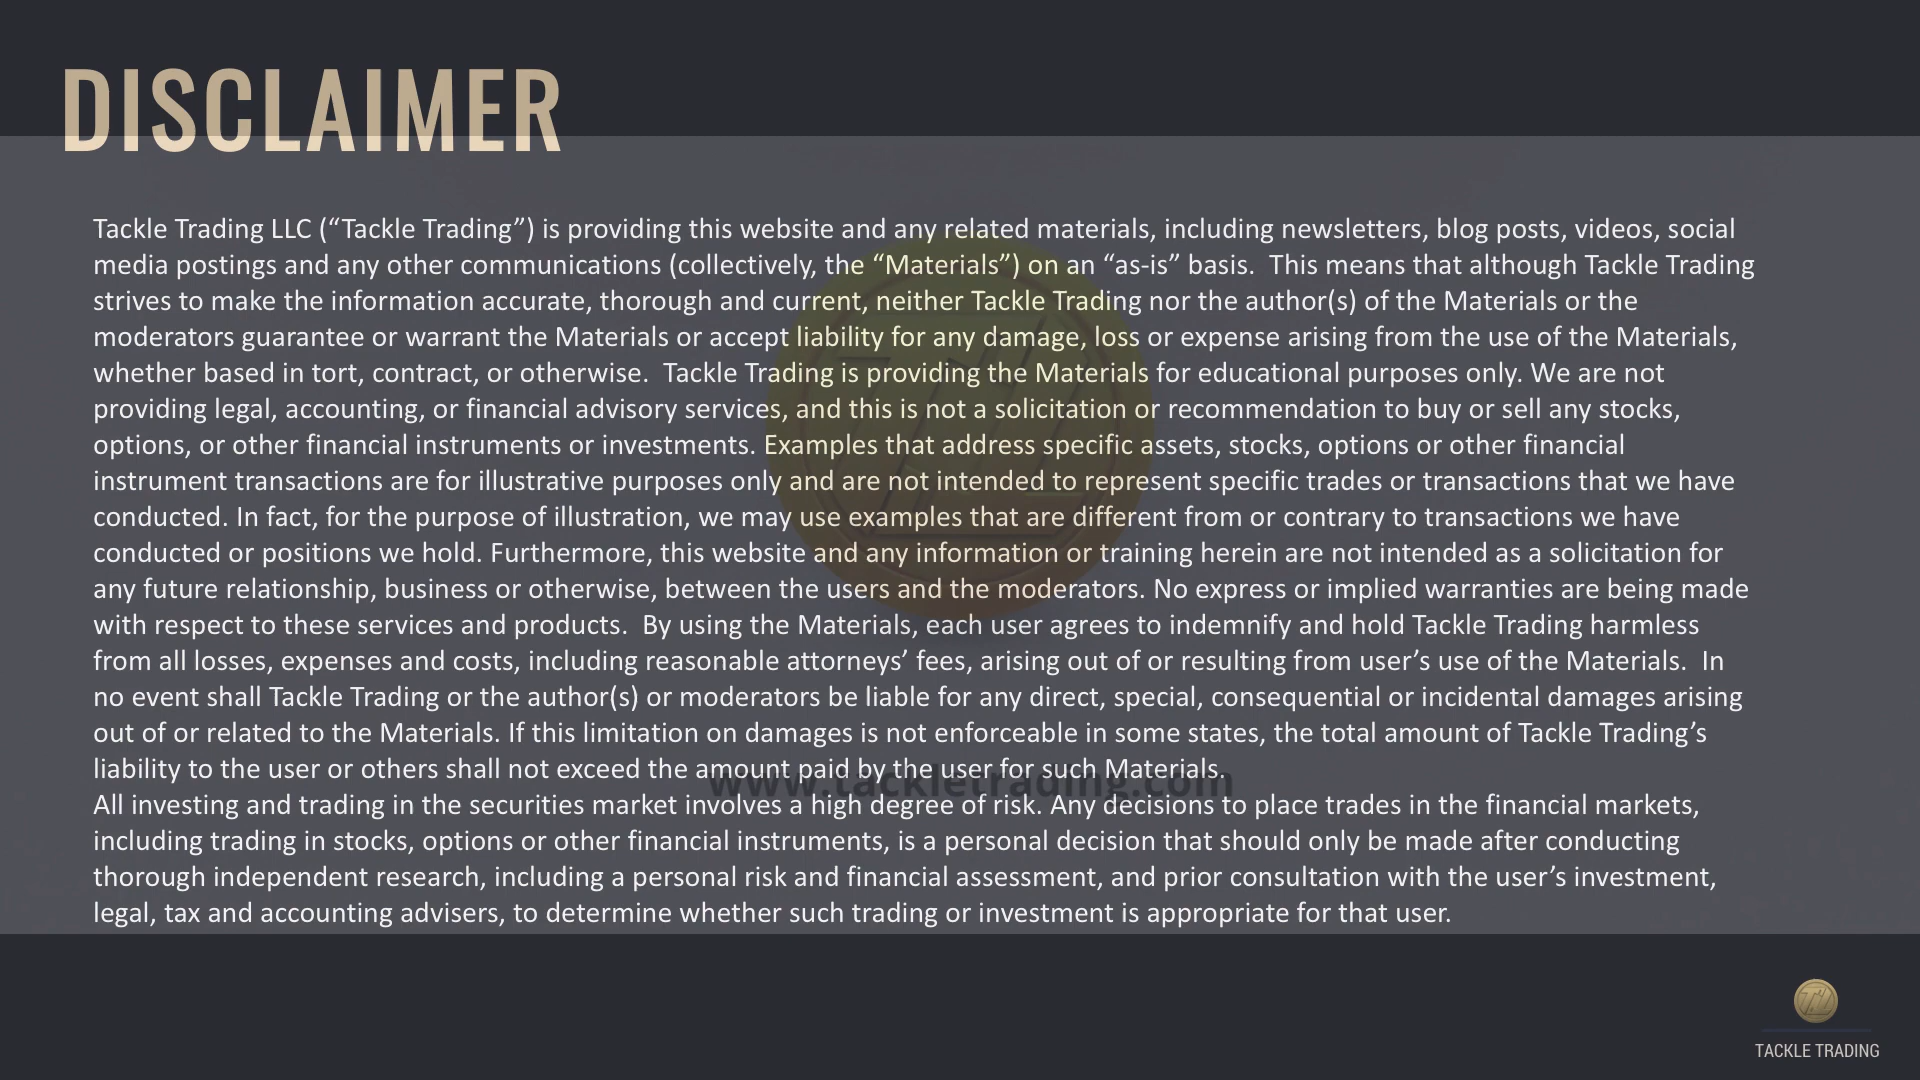 DISCLAIMER
Tackle Trading LLC (“Tackle Trading”) is providing this website and any related materials, including newsletters, blog posts, videos, social
media postings and any other communications (collectively, the “Materials”) on an “as-is” basis.  This means that although Tackle Trading
strives to make the information accurate, thorough and current, neither Tackle Trading nor the author(s) of the Materials or the
moderators guarantee or warrant the Materials or accept liability for any damage, loss or expense arising from the use of the Materials,
whether based in tort, contract, or otherwise.  Tackle Trading is providing the Materials for educational purposes only. We are not
providing legal, accounting, or financial advisory services, and this is not a solicitation or recommendation to buy or sell any stocks,
options, or other financial instruments or investments. Examples that address specific assets, stocks, options or other financial
instrument transactions are for illustrative purposes only and are not intended to represent specific trades or transactions that we have
conducted. In fact, for the purpose of illustration, we may use examples that are different from or contrary to transactions we have
conducted or positions we hold. Furthermore, this website and any information or training herein are not intended as a solicitation for
any future relationship, business or otherwise, between the users and the moderators. No express or implied warranties are being made
with respect to these services and products.  By using the Materials, each user agrees to indemnify and hold Tackle Trading harmless
from all losses, expenses and costs, including reasonable attorneys’ fees, arising out of or resulting from user’s use of the Materials.  In
no event shall Tackle Trading or the author(s) or moderators be liable for any direct, special, consequential or incidental damages arising
out of or related to the Materials. If this limitation on damages is not enforceable in some states, the total amount of Tackle Trading’s
liability to the user or others shall not exceed the amount paid by the user for such Materials.
www.tackletrading.com
All investing and trading in the securities market involves a high degree of risk. Any decisions to place trades in the financial markets,
including trading in stocks, options or other financial instruments, is a personal decision that should only be made after conducting
thorough independent research, including a personal risk and financial assessment, and prior consultation with the user’s investment,
legal, tax and accounting advisers, to determine whether such trading or investment is appropriate for that user.
TACKLE TRADING